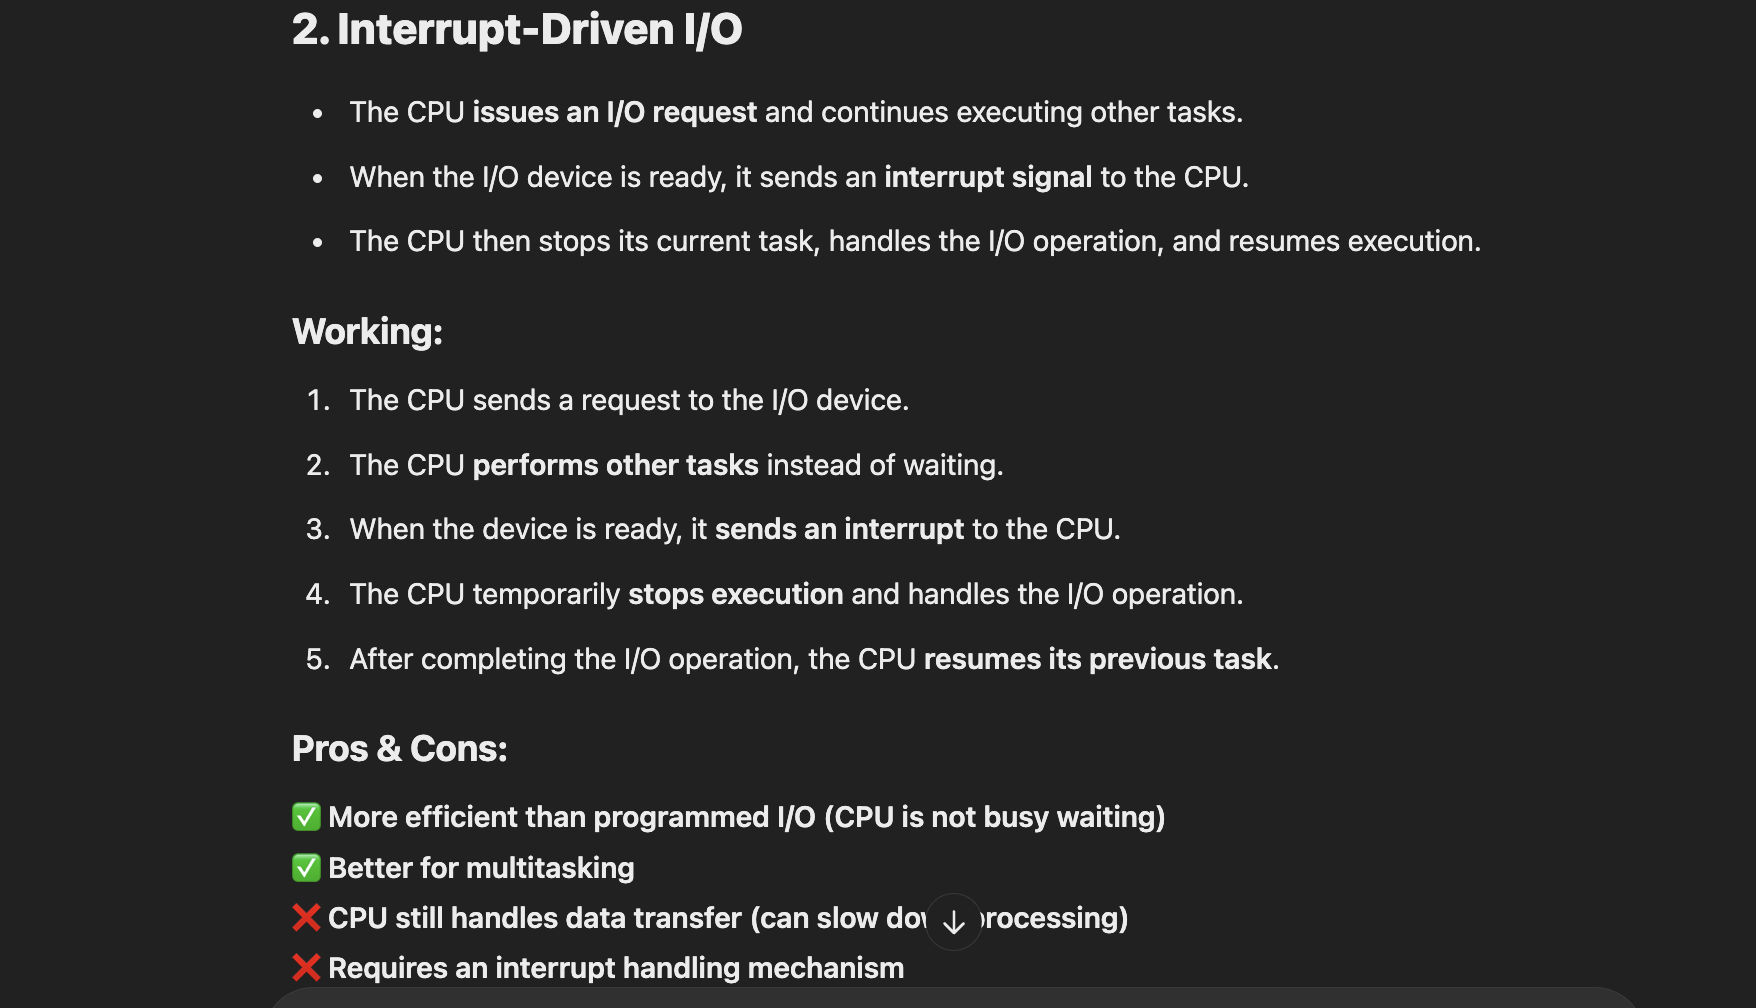 2. Interrupt-Driven I/O
• The CPU issues an I/O request and continues executing other tasks.
• When the I/O device is ready, it sends an interrupt signal to the CPU.
• The CPU then stops its current task, handles the I/O operation, and resumes execution.
Working:
1. The CPU sends a request to the I/O device.
2. The CPU performs other tasks instead of waiting.
3. When the device is ready, it sends an interrupt to the CPU.
4. The CPU temporarily stops execution and handles the I/O operation.
5. After completing the I/O operation, the CPU resumes its previous task.
Pros & Cons:
✅ More efficient than programmed I/O (CPU is not busy waiting)
✅ Better for multitasking
❌ CPU still handles data transfer (can slow
❌ Requires an interrupt handling mechanism